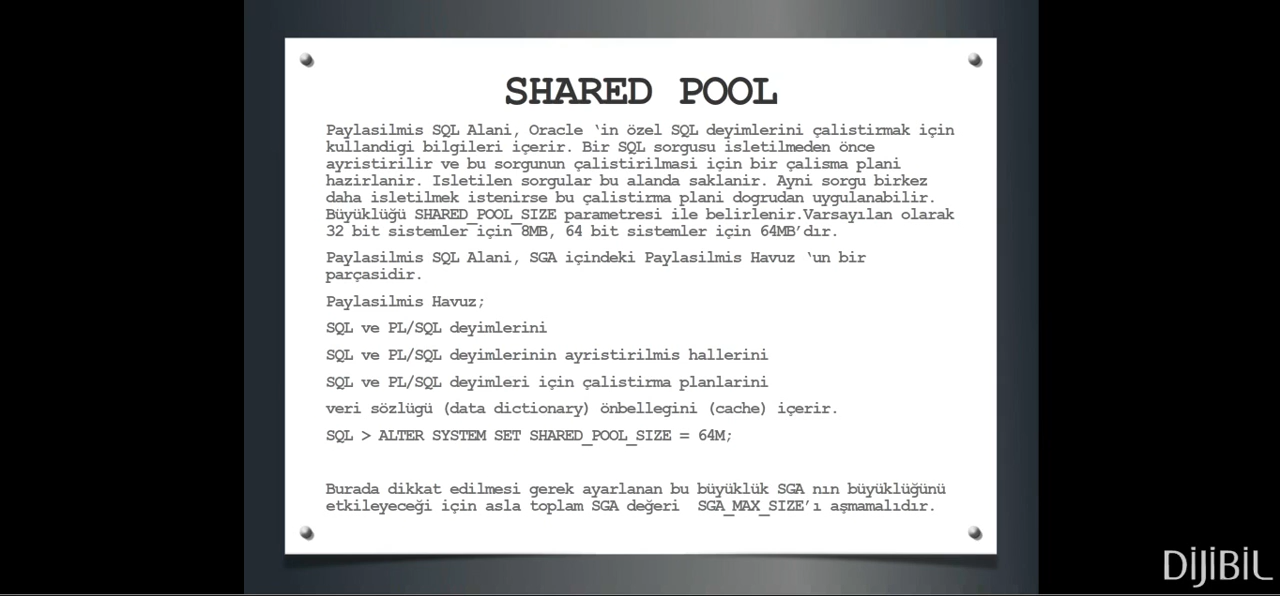 SHARED POOL
Paylasilmis SQL Alani, Oracle ‘in özel SQL deyimlerini çalistirmak için
kullandigi bilgileri içerir. Bir SQL sorgusu isletilmeden önce
ayristirilir ve bu sorgunun çalistirilmasi için bir çalisma plani
hazirlanir. Isletilen sorgular bu alanda saklanir. Ayni sorgu birkez
daha isletilmek istenirse bu çalistirma plani dogrudan uygulanabilir.
Büyüklüğü SHARED_POOL_SIZE parametresi ile belirlenir.Varsayılan olarak
32 bit sistemler için 8MB, 64 bit sistemler için 64MB’dır.
Paylasilmis SQL Alani, SGA içindeki Paylasilmis Havuz ‘un bir
parçasidir.
Paylasilmis Havuz;
SQL ve PL/SQL deyimlerini
SQL ve PL/SQL deyimlerinin ayristirilmis hallerini
SQL ve PL/SQL deyimleri için çalistirma planlarini
veri sözlügü (data dictionary) önbellegini (cache) içerir.
SQL > ALTER SYSTEM SET SHARED_POOL_SIZE = 64M;
Burada dikkat edilmesi gerek ayarlanan bu büyüklük SGA nın büyüklüğünü
etkileyeceği için asla toplam SGA değeri  SGA_MAX_SIZE’ı aşmamalıdır.
DİJİBİL